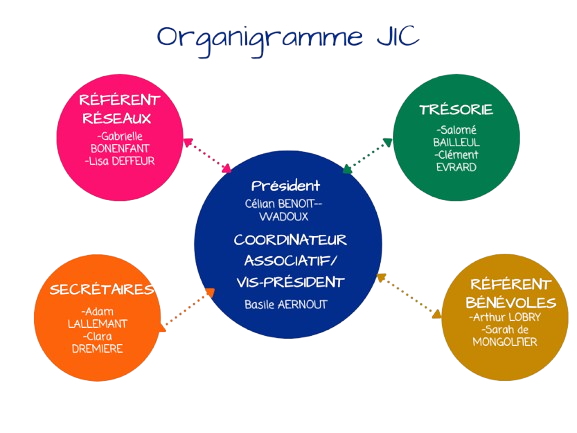 Organigramme JIC
RÉFÉRENT
RÉSEAUX
-Gabrielle
BONENFANT
-Lisa DEFFEUR
TRÉSORIE
-Salomé
BAILLEUL
-Clément
EVRARD
Président
Célian BENOIT--
WADOUX
COORDINATEUR
ASSOCIATIF/
VIS-PRÉSIDENT
Basile AERNOUT
SECRÉTAIRES
-Adam
LALLEMANT
-Clara
DREMIERE
RÉFÉRENT
BÉNÉVOLES
-Arthur LOBRY
-Sarah de
MONGOLFIER